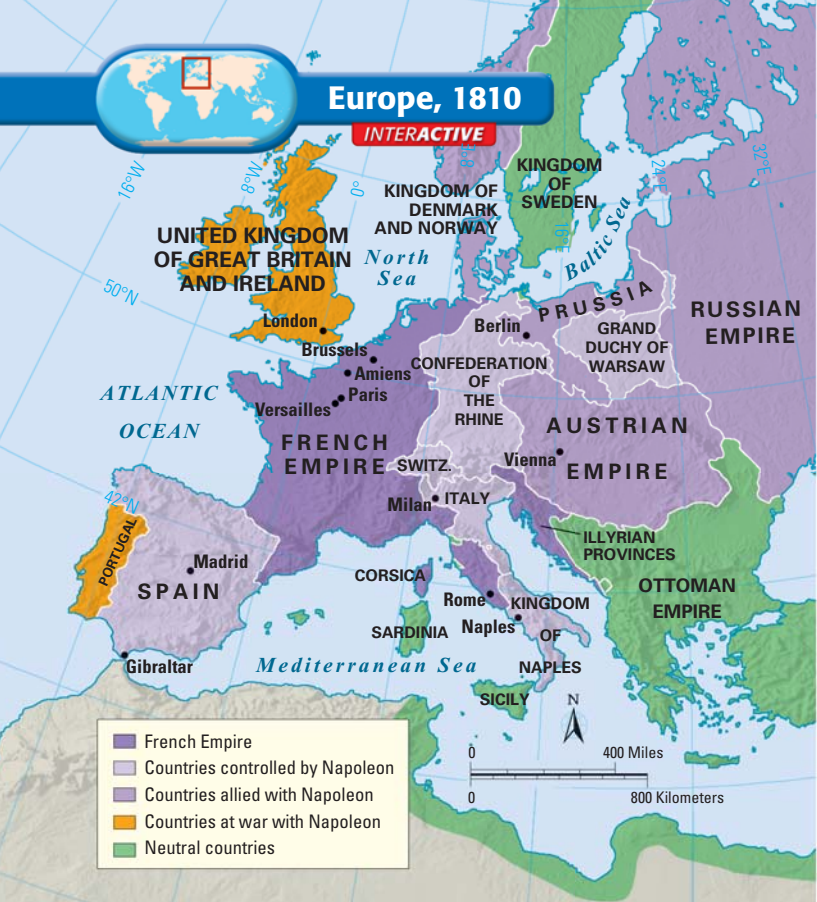 Europe, 1810
INTERACTIVE
16°W
8°W
0°
8°E
16°E
24°E
32°E
50°N
42°N
KINGDOM
OF
SWEDEN
KINGDOM OF
DENMARK
AND NORWAY
UNITED KINGDOM
OF GREAT BRITAIN
AND IRELAND
North
Sea
Baltic Sea
London
Berlin
PRUSSIA
RUSSIAN
EMPIRE
GRAND
DUCHY OF
WARSAW
Brussels
Amiens
Paris
Versailles
CONFEDERATION
OF
THE
RHINE
ATLANTIC
OCEAN
FRENCH
EMPIRE
AUSTRIAN
EMPIRE
Vienna
SWITZ.
Milan
ITALY
PORTUGAL
Madrid
SPAIN
ILLYRIAN
PROVINCES
CORSICA
OTTOMAN
EMPIRE
Rome
KINGDOM
OF
NAPLES
Naples
SARDINIA
Gibraltar
Mediterranean Sea
SICILY
N
0
400 Miles
0
800 Kilometers
French Empire
Countries controlled by Napoleon
Countries allied with Napoleon
Countries at war with Napoleon
Neutral countries